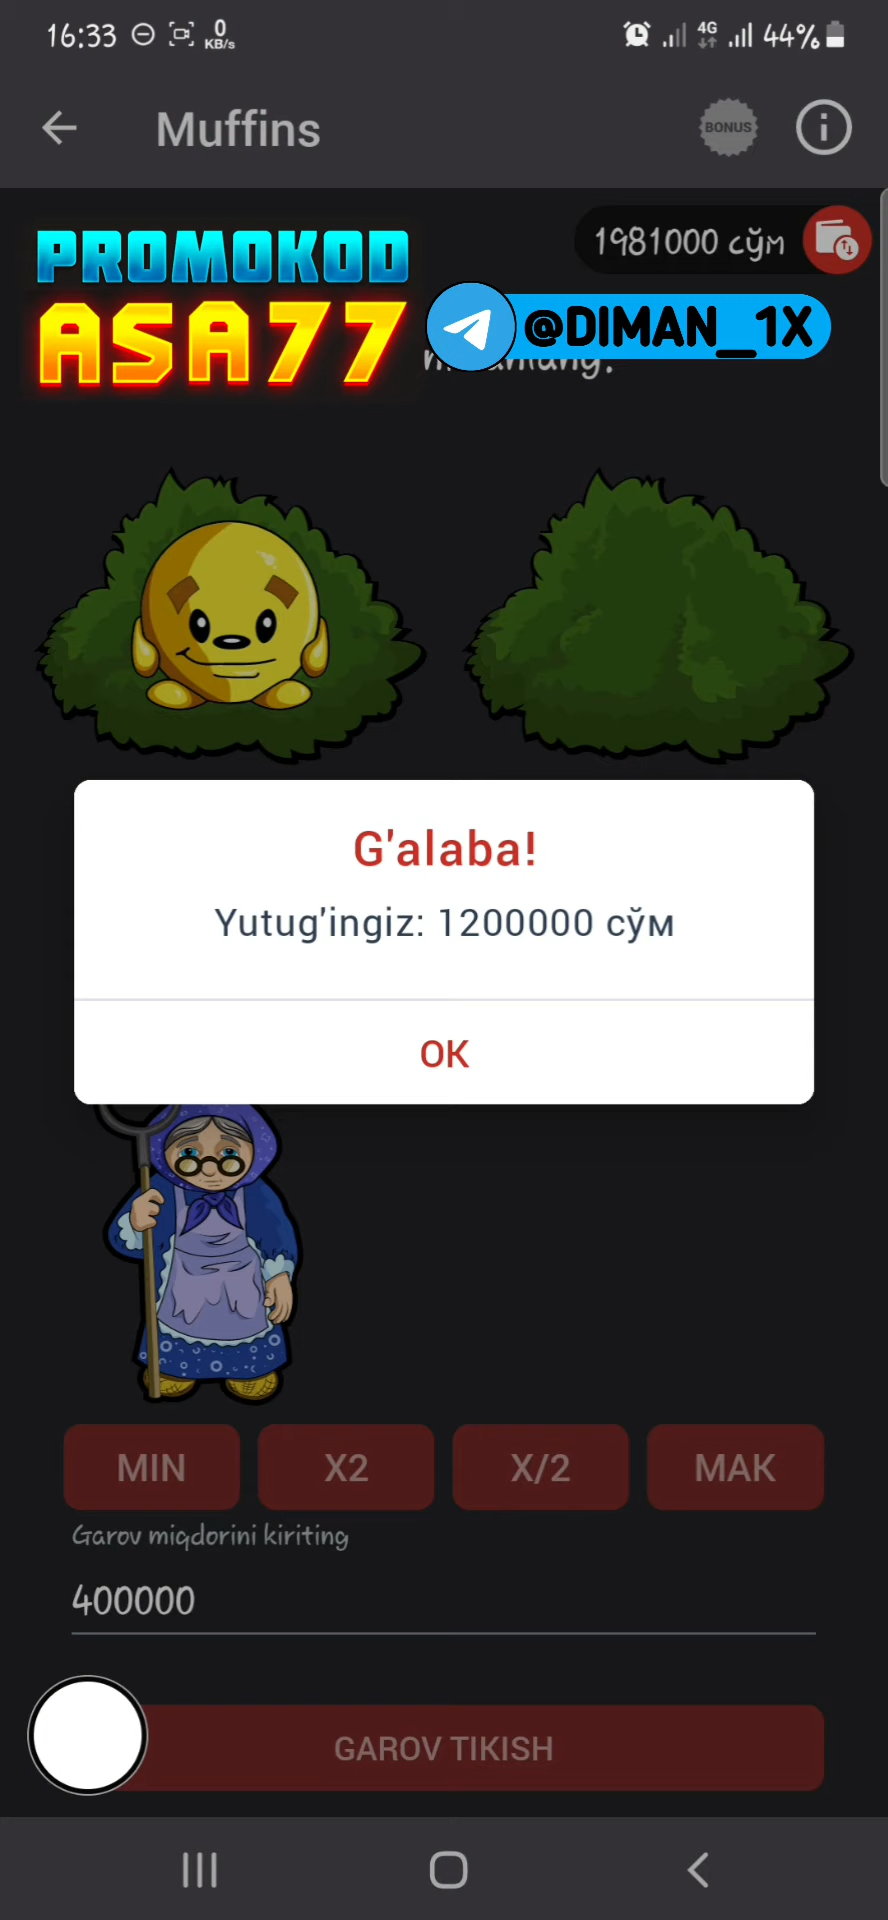 16:33 0 KB/s 4G 44%
Muffins BONUS
1981000 сўм
PROMOKOD
ASA77
@DIMAN_1X
G'alaba!
Yutug'ingiz: 1200000 сўм
OK
MIN X2 X/2 MAK
Garov miqdorini kiriting
400000
GAROV TIKISH